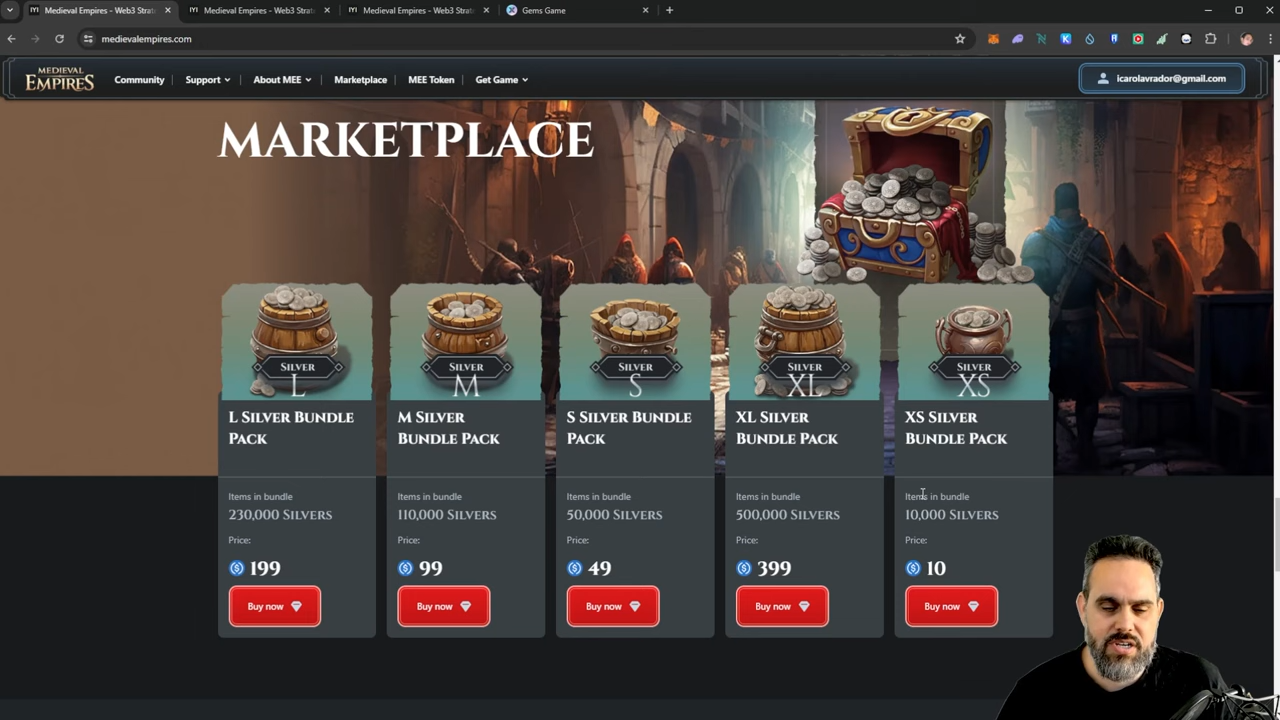 Medieval Empires - Web3 Strat
Medieval Empires - Web3 Strat
Medieval Empires - Web3 Strat
Gems Game
medievalempires.com
MEDIEVAL
EMPIRES
Community
Support
About MEE
Marketplace
MEE Token
Get Game
icarolavrador@gmail.com
MARKETPLACE
SILVER
L
SILVER
M
SILVER
S
SILVER
XL
SILVER
XS
L SILVER BUNDLE
PACK
Items in bundle
230,000 SILVERS
Price:
199
Buy now
M SILVER
BUNDLE PACK
Items in bundle
110,000 SILVERS
Price:
99
Buy now
S SILVER BUNDLE
PACK
Items in bundle
50,000 SILVERS
Price:
49
Buy now
XL SILVER
BUNDLE PACK
Items in bundle
500,000 SILVERS
Price:
399
Buy now
XS SILVER
BUNDLE PACK
Items in bundle
10,000 SILVERS
Price:
10
Buy now